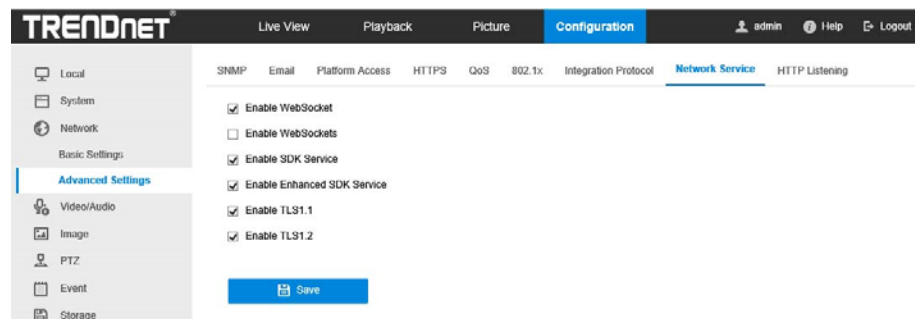 TRENDnet®
Live View Playback Picture Configuration admin Help Logout
SNMP Email Platform Access HTTPS QoS 802.1x Integration Protocol Network Service HTTP Listening
Local
System
Network
Basic Settings
Advanced Settings
Video/Audio
Image
PTZ
Event
Storage
Enable WebSocket
Enable WebSockets
Enable SDK Service
Enable Enhanced SDK Service
Enable TLS1.1
Enable TLS1.2
Save